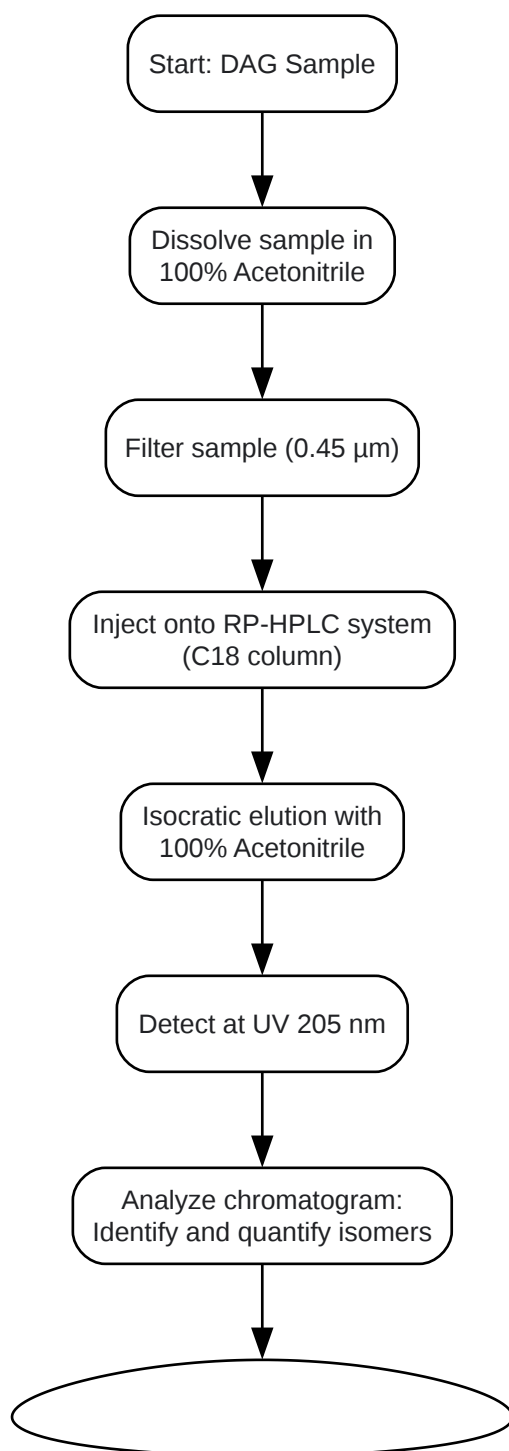 Start: DAG Sample
Dissolve sample in
100% Acetonitrile
Filter sample (0.45 µm)
Inject onto RP-HPLC system
(C18 column)
Isocratic elution with
100% Acetonitrile
Detect at UV 205 nm
Analyze chromatogram:
Identify and quantify isomers